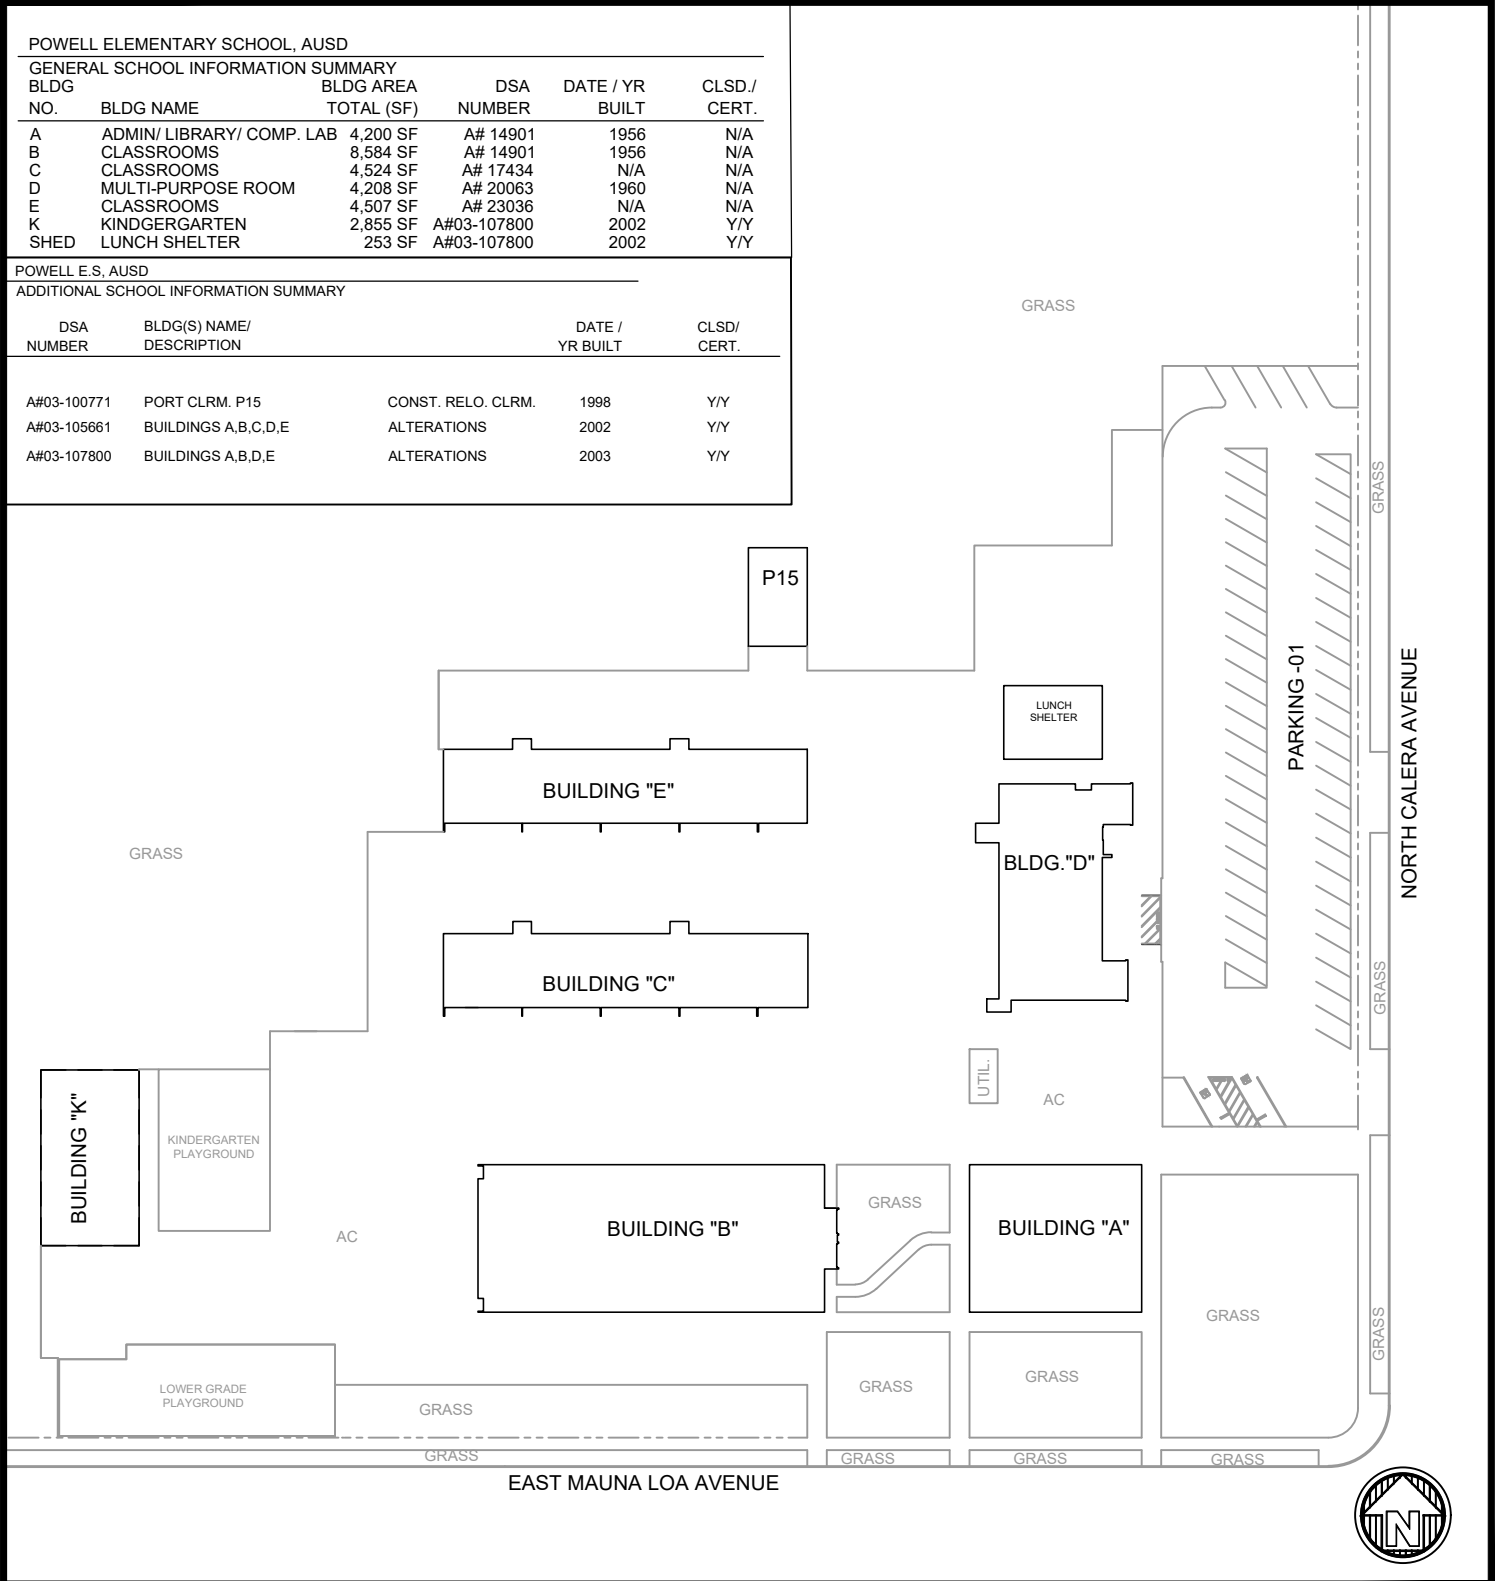 POWELL ELEMENTARY SCHOOL, AUSD
GENERAL SCHOOL INFORMATION SUMMARY
BLDG BLDG AREA DSA DATE / YR CLSD./
NO. BLDG NAME TOTAL (SF) NUMBER BUILT CERT.
A ADMIN/ LIBRARY/ COMP. LAB 4,200 SF A# 14901 1956 N/A
B CLASSROOMS 8,584 SF A# 14901 1956 N/A
C CLASSROOMS 4,524 SF A# 17434 N/A N/A
D MULTI-PURPOSE ROOM 4,208 SF A# 20063 1960 N/A
E CLASSROOMS 4,507 SF A# 23036 N/A N/A
K KINDGERGARTEN 2,855 SF A#03-107800 2002 Y/Y
SHED LUNCH SHELTER 253 SF A#03-107800 2002 Y/Y
POWELL E.S, AUSD
ADDITIONAL SCHOOL INFORMATION SUMMARY
DSA BLDG(S) NAME/ DATE / CLSD/
NUMBER DESCRIPTION YR BUILT CERT.
A#03-100771 PORT CLRM. P15 CONST. RELO. CLRM. 1998 Y/Y
A#03-105661 BUILDINGS A,B,C,D,E ALTERATIONS 2002 Y/Y
A#03-107800 BUILDINGS A,B,D,E ALTERATIONS 2003 Y/Y
GRASS
GRASS
P15
PARKING -01
NORTH CALERA AVENUE
LUNCH
SHELTER
BUILDING "E"
GRASS
BLDG."D"
BUILDING "C"
GRASS
UTIL.
AC
BUILDING "K"
KINDERGARTEN
PLAYGROUND
GRASS
BUILDING "B"
BUILDING "A"
AC
GRASS
GRASS
GRASS
GRASS
LOWER GRADE
PLAYGROUND
GRASS
GRASS
GRASS
GRASS
GRASS
EAST MAUNA LOA AVENUE
N